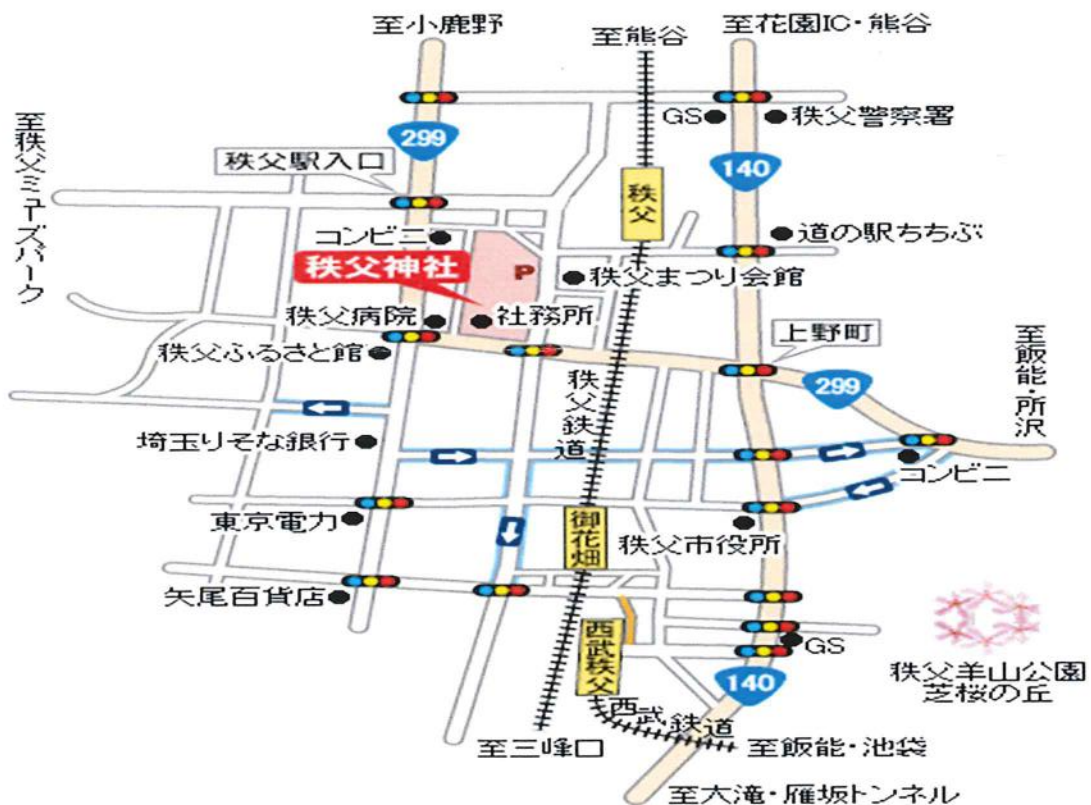 至小鹿野
至熊谷
至花園IC・熊谷
GS
秩父警察署
299
140
至秩父ミューズパーク
秩父駅入口
秩父
コンビニ
道の駅ちちぶ
秩父神社
P
秩父まつり会館
秩父病院
社務所
上野町
秩父ふるさと館
至飯能・所沢
299
秩父鉄道
埼玉りそな銀行
コンビニ
東京電力
御花畑
秩父市役所
矢尾百貨店
西武秩父
GS
秩父羊山公園
芝桜の丘
140
西武鉄道
至三峰口
至飯能・池袋
至大滝・雁坂トンネル